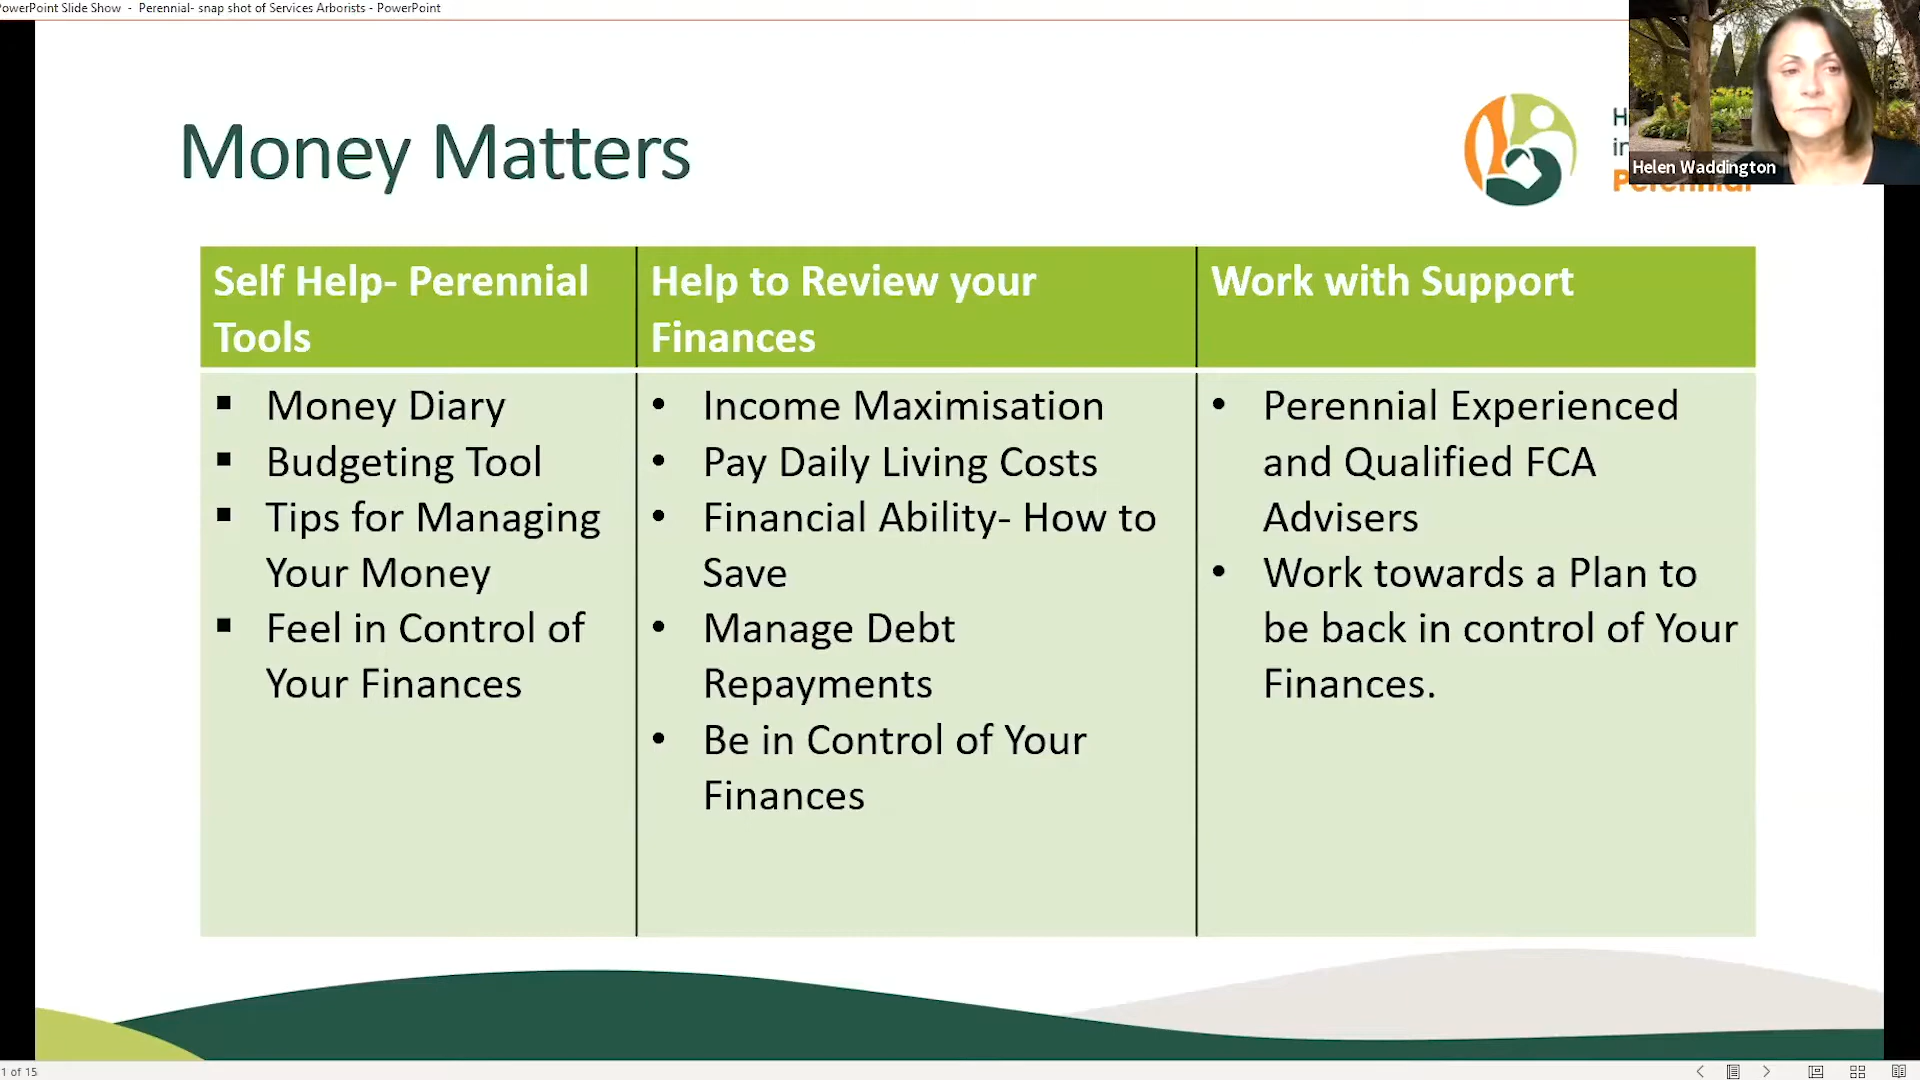 PowerPoint Slide Show - Perennial- snap shot of Services Arborists - PowerPoint
Money Matters
Helen Waddington
Perennial
Self Help- Perennial
Tools
Money Diary
Budgeting Tool
Tips for Managing
Your Money
Feel in Control of
Your Finances
Help to Review your
Finances
Income Maximisation
Pay Daily Living Costs
Financial Ability- How to
Save
Manage Debt
Repayments
Be in Control of Your
Finances
Work with Support
Perennial Experienced
and Qualified FCA
Advisers
Work towards a Plan to
be back in control of Your
Finances.
1 of 15